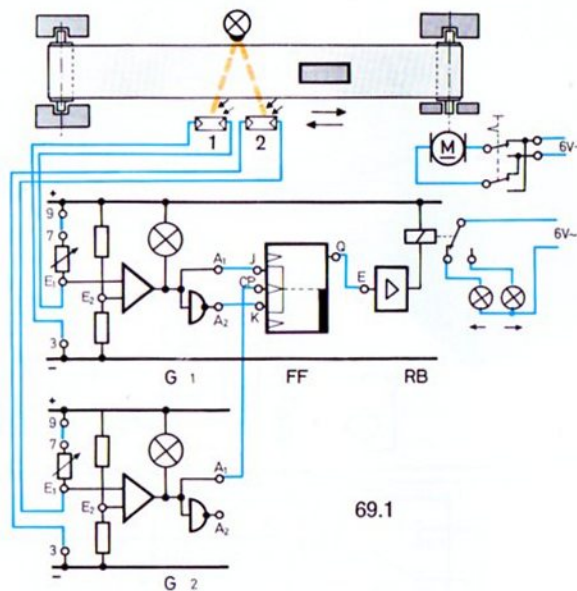 1 2
M
6V~
+
9
7
E₁
E₂
3
−
A₁
A₂
J
CP
K
Q
E
6V~
G 1 FF RB
+
9
7
E₁
E₂
3
−
A₁
A₂
69.1
G 2